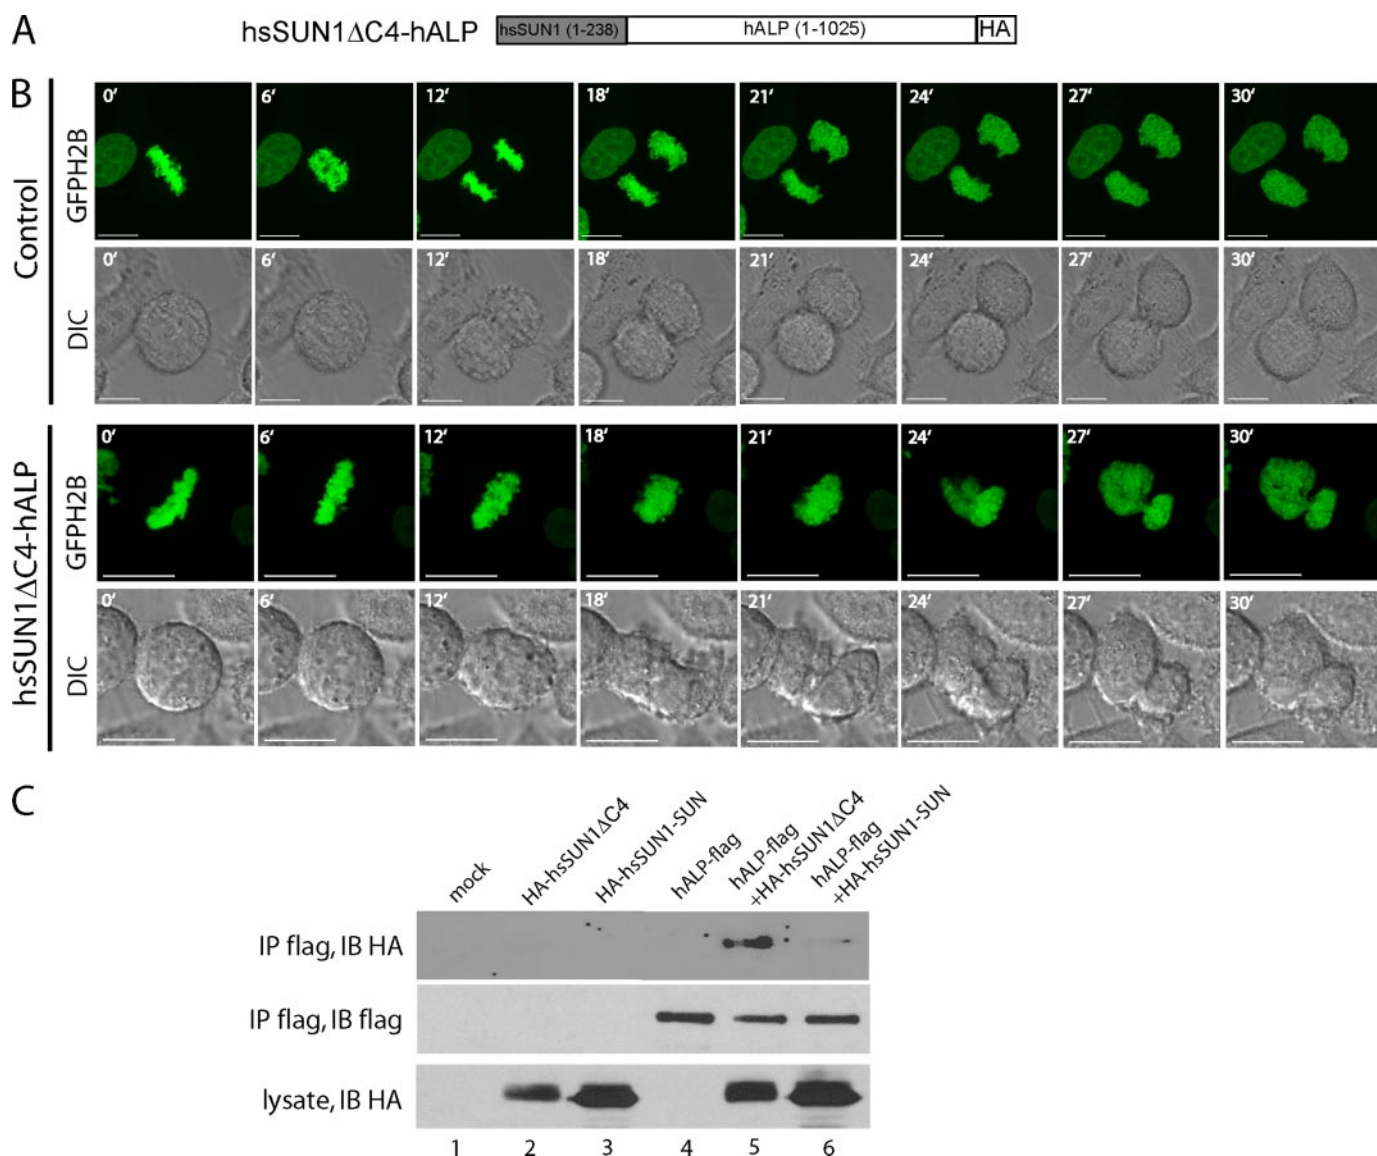 A
hsSUN1ΔC4-hALP
hsSUN1 (1-238)
hALP (1-1025)
HA
B
Control
GFPH2B
0‘ 6‘ 12‘ 18‘ 21‘ 24‘ 27‘ 30‘
DIC
0‘ 6‘ 12‘ 18‘ 21‘ 24‘ 27‘ 30‘
hsSUN1ΔC4-hALP
GFPH2B
0‘ 6‘ 12‘ 18‘ 21‘ 24‘ 27‘ 30‘
DIC
0‘ 6‘ 12‘ 18‘ 21‘ 24‘ 27‘ 30‘
C
mock
HA-hsSUN1ΔC4
HA-hsSUN1-SUN
hALP-flag
hALP-flag
+HA-hsSUN1ΔC4
hALP-flag
+HA-hsSUN1-SUN
IP flag, IB HA
IP flag, IB flag
lysate, IB HA
1 2 3 4 5 6